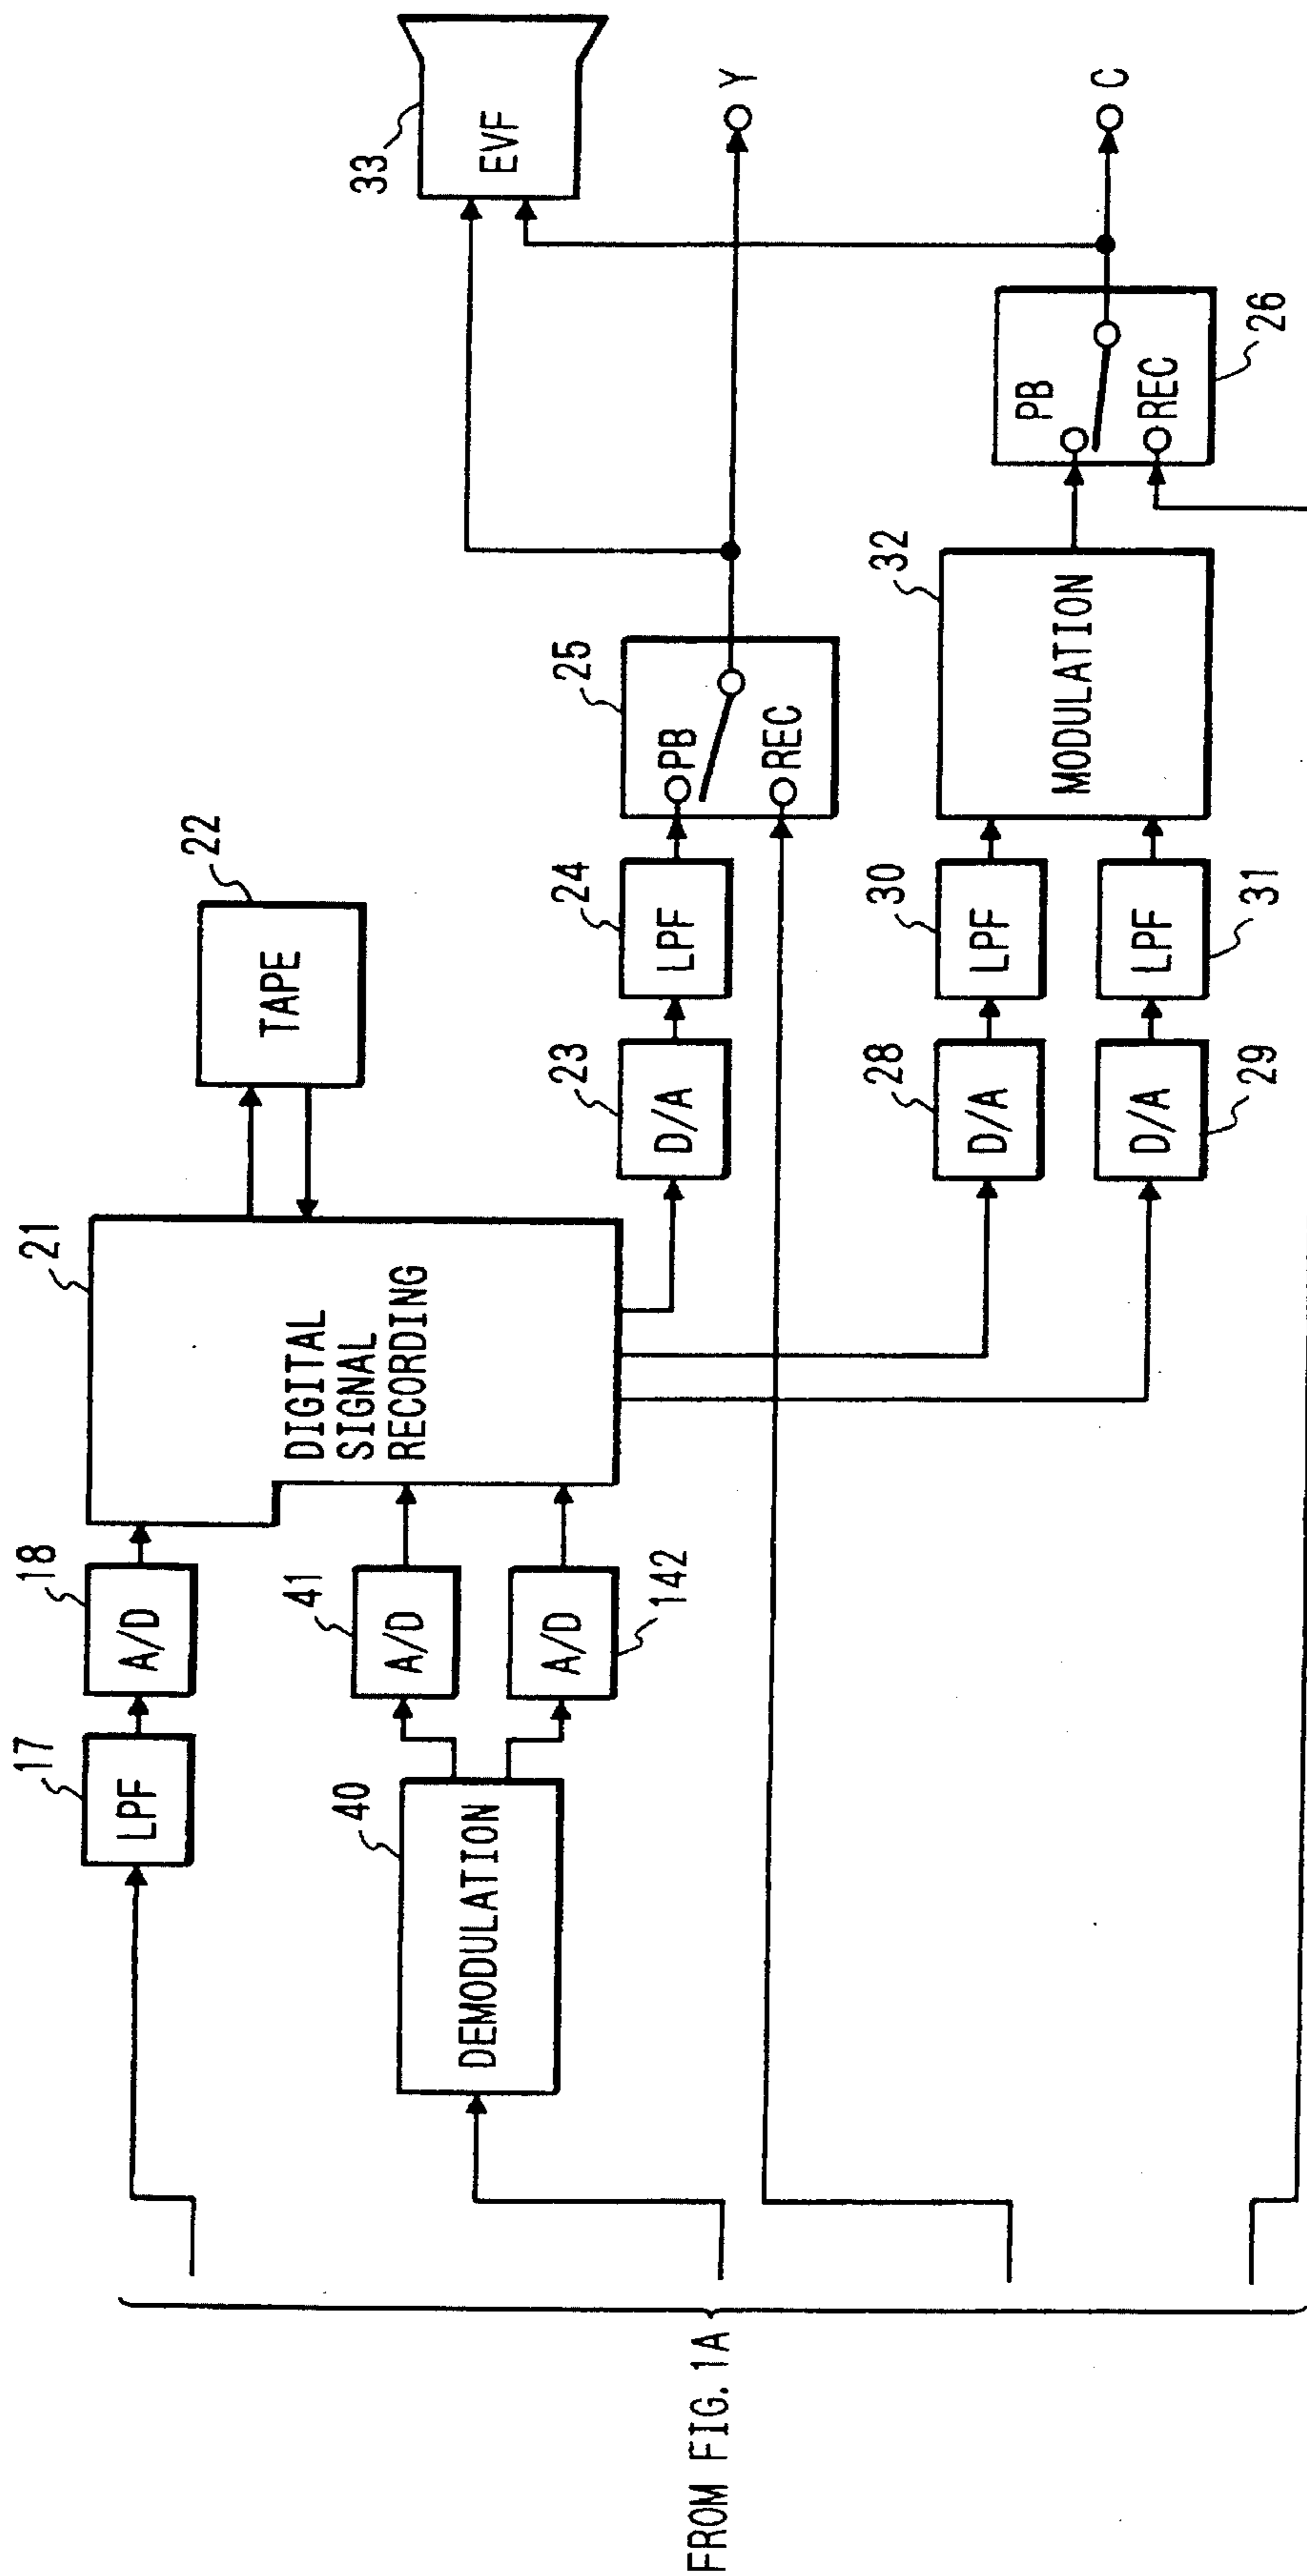 FROM FIG. 1A
17
LPF
18
A/D
40
DEMODULATION
41
A/D
142
A/D
21
DIGITAL
SIGNAL
RECORDING
22
TAPE
23
D/A
24
LPF
25
PB
REC
28
D/A
30
LPF
29
D/A
31
LPF
32
MODULATION
26
PB
REC
33
EVF
Y
C